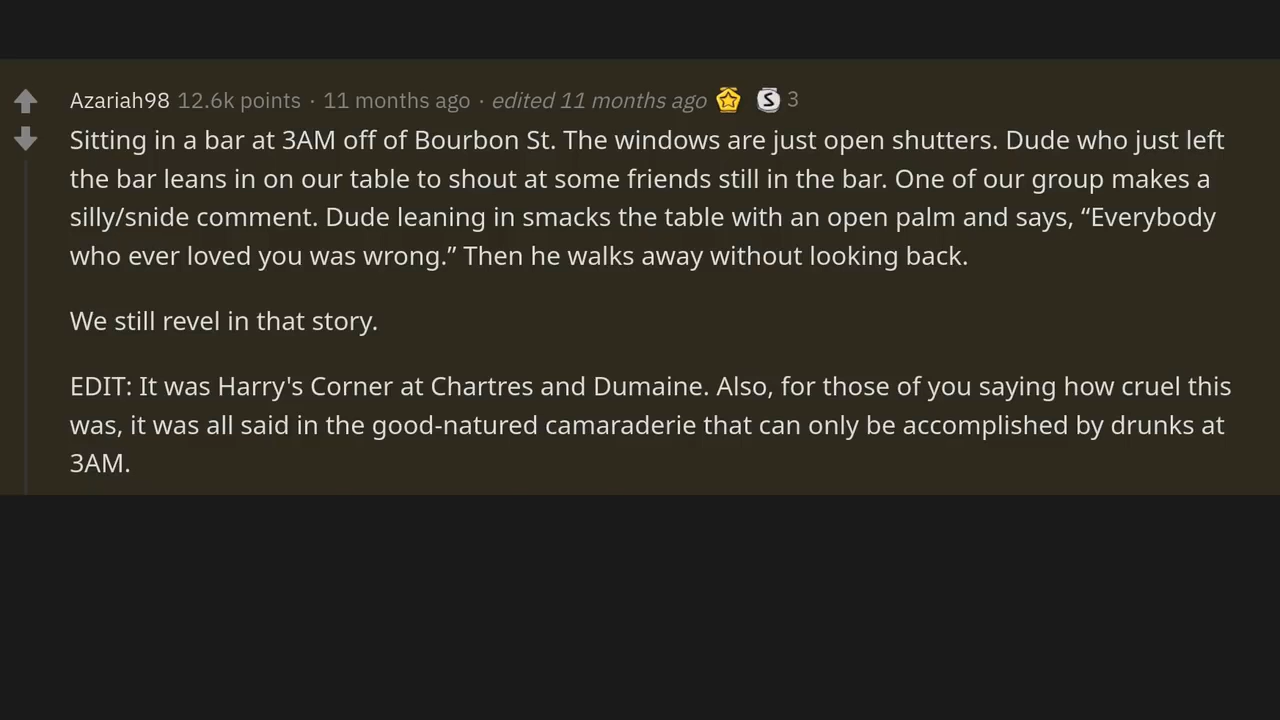 Azariah98 12.6k points · 11 months ago · edited 11 months ago S 3
Sitting in a bar at 3AM off of Bourbon St. The windows are just open shutters. Dude who just left
the bar leans in on our table to shout at some friends still in the bar. One of our group makes a
silly/snide comment. Dude leaning in smacks the table with an open palm and says, “Everybody
who ever loved you was wrong.” Then he walks away without looking back.
We still revel in that story.
EDIT: It was Harry's Corner at Chartres and Dumaine. Also, for those of you saying how cruel this
was, it was all said in the good-natured camaraderie that can only be accomplished by drunks at
3AM.